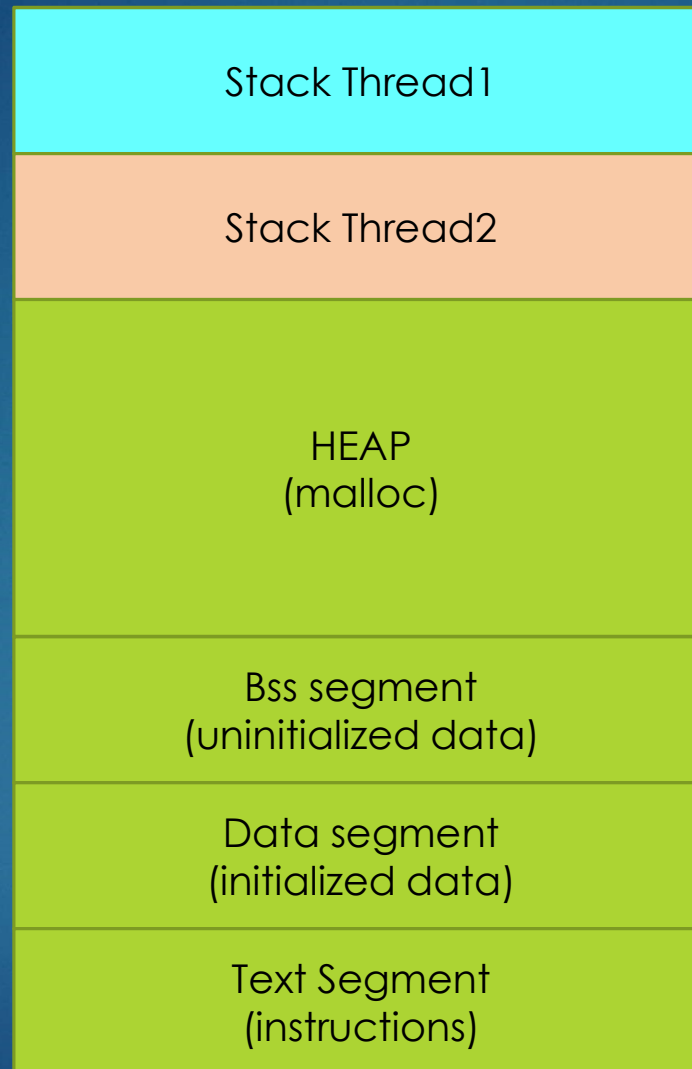 Stack Thread1
Stack Thread2
HEAP
(malloc)
Bss segment
(uninitialized data)
Data segment
(initialized data)
Text Segment
(instructions)